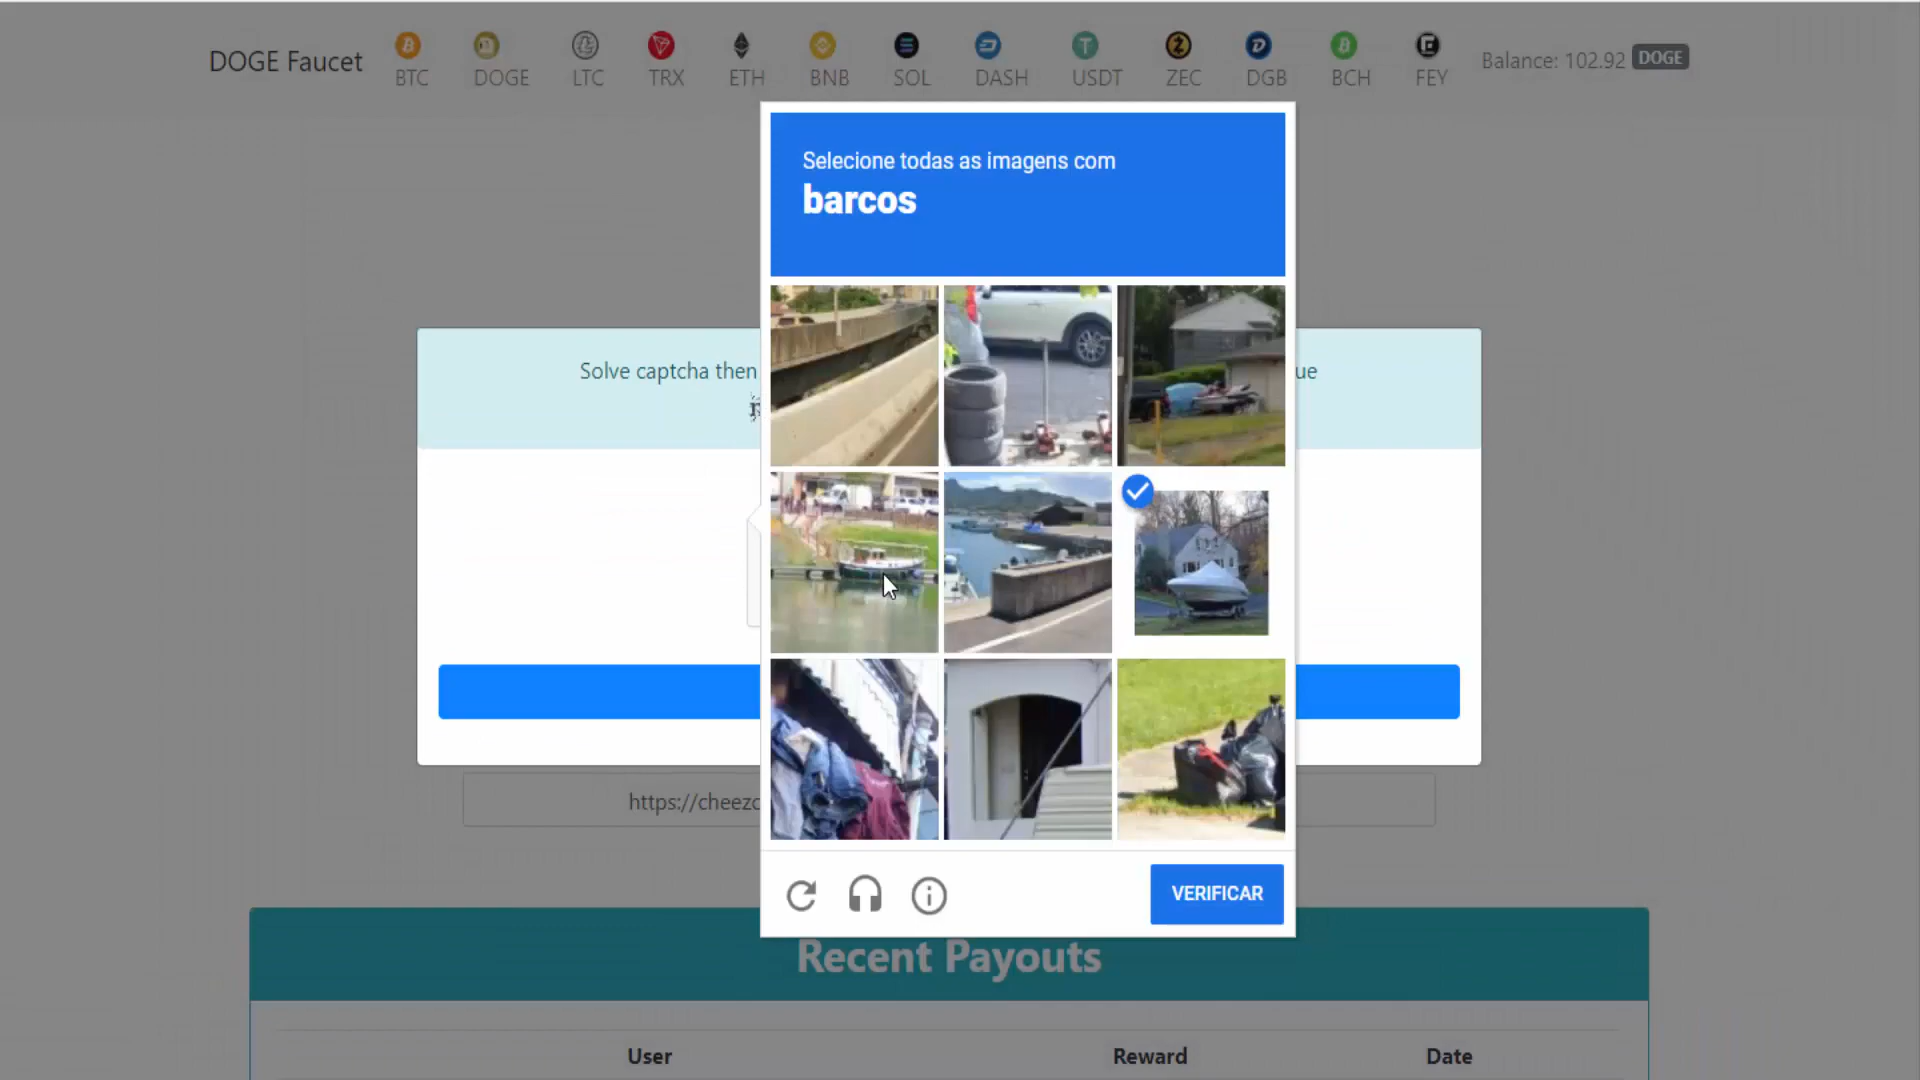 DOGE Faucet
BTC
DOGE
LTC
TRX
ETH
BNB
SOL
DASH
USDT
ZEC
DGB
BCH
FEY
Balance: 102.92 DOGE
Selecione todas as imagens com
barcos
Solve captcha then
ue
https://cheezo
VERIFICAR
Recent Payouts
User
Reward
Date